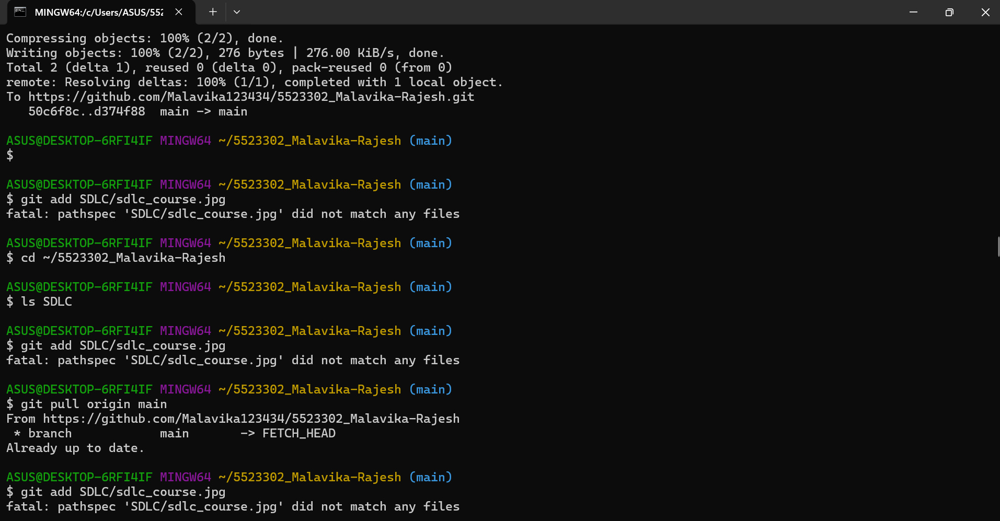 MINGW64:/c/Users/ASUS/552
Compressing objects: 100% (2/2), done.
Writing objects: 100% (2/2), 276 bytes | 276.00 KiB/s, done.
Total 2 (delta 1), reused 0 (delta 0), pack-reused 0 (from 0)
remote: Resolving deltas: 100% (1/1), completed with 1 local object.
To https://github.com/Malavika123434/5523302_Malavika-Rajesh.git
   50c6f8c..d374f88  main -> main
ASUS@DESKTOP-6RFI4IF MINGW64 ~/5523302_Malavika-Rajesh (main)
$
ASUS@DESKTOP-6RFI4IF MINGW64 ~/5523302_Malavika-Rajesh (main)
$ git add SDLC/sdlc_course.jpg
fatal: pathspec 'SDLC/sdlc_course.jpg' did not match any files
ASUS@DESKTOP-6RFI4IF MINGW64 ~/5523302_Malavika-Rajesh (main)
$ cd ~/5523302_Malavika-Rajesh
ASUS@DESKTOP-6RFI4IF MINGW64 ~/5523302_Malavika-Rajesh (main)
$ ls SDLC
ASUS@DESKTOP-6RFI4IF MINGW64 ~/5523302_Malavika-Rajesh (main)
$ git add SDLC/sdlc_course.jpg
fatal: pathspec 'SDLC/sdlc_course.jpg' did not match any files
ASUS@DESKTOP-6RFI4IF MINGW64 ~/5523302_Malavika-Rajesh (main)
$ git pull origin main
From https://github.com/Malavika123434/5523302_Malavika-Rajesh
 * branch            main       -> FETCH_HEAD
Already up to date.
ASUS@DESKTOP-6RFI4IF MINGW64 ~/5523302_Malavika-Rajesh (main)
$ git add SDLC/sdlc_course.jpg
fatal: pathspec 'SDLC/sdlc_course.jpg' did not match any files